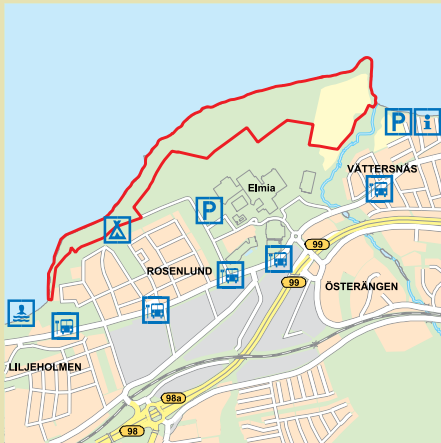 P
i
VÄTTERSNÄS
Elmia
P
99
ROSENLUND
99
ÖSTERÄNGEN
LILJEHOLMEN
98a
98